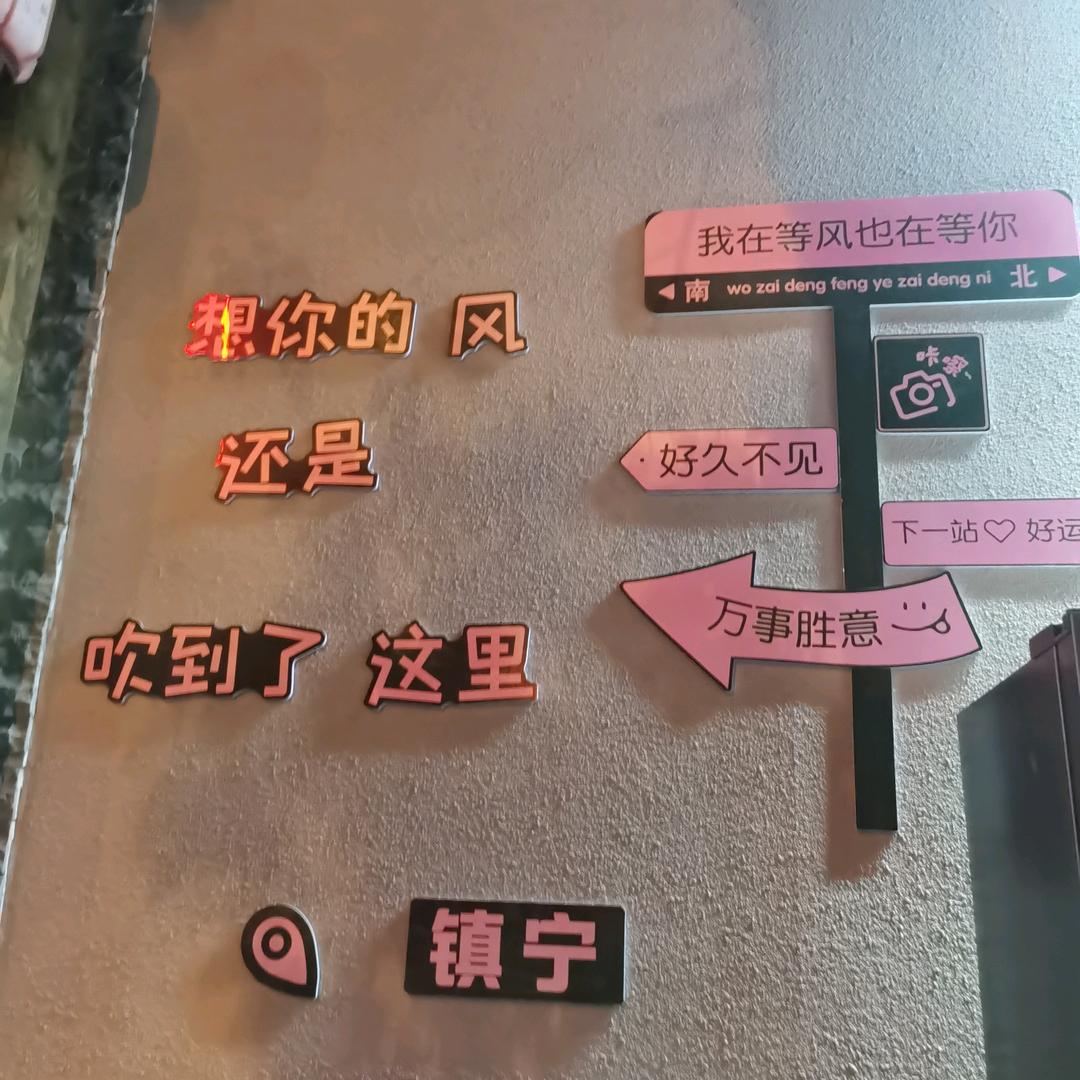 想你的 风
还是
吹到了 这里
镇宁
我在等风也在等你
南 wo zai deng feng ye zai deng ni 北
咔嚓
好久不见
下一站 好运
万事胜意